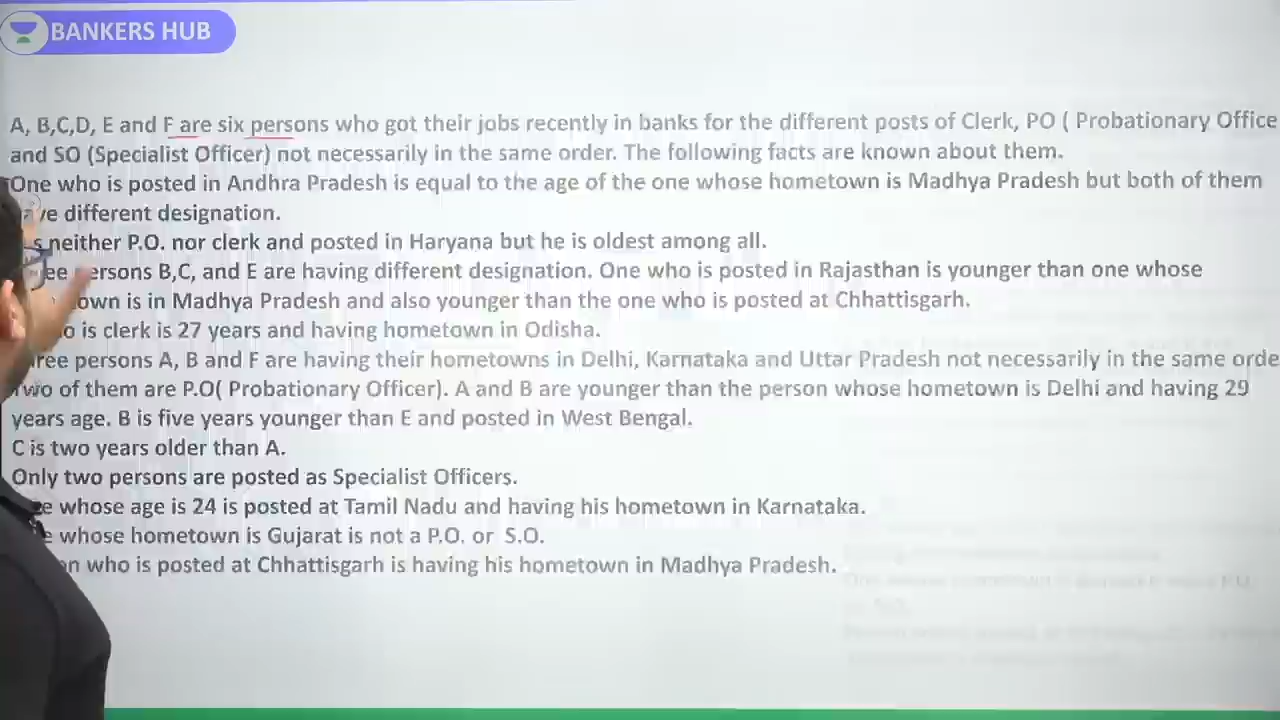 BANKERS HUB
A, B,C,D, E and F are six persons who got their jobs recently in banks for the different posts of Clerk, PO ( Probationary Office
and SO (Specialist Officer) not necessarily in the same order. The following facts are known about them.
One who is posted in Andhra Pradesh is equal to the age of the one whose hometown is Madhya Pradesh but both of them
ve different designation.
s neither P.O. nor clerk and posted in Haryana but he is oldest among all.
ee persons B,C, and E are having different designation. One who is posted in Rajasthan is younger than one whose
own is in Madhya Pradesh and also younger than the one who is posted at Chhattisgarh.
o is clerk is 27 years and having hometown in Odisha.
ree persons A, B and F are having their hometowns in Delhi, Karnataka and Uttar Pradesh not necessarily in the same orde
Two of them are P.O( Probationary Officer). A and B are younger than the person whose hometown is Delhi and having 29
years age. B is five years younger than E and posted in West Bengal.
C is two years older than A.
Only two persons are posted as Specialist Officers.
e whose age is 24 is posted at Tamil Nadu and having his hometown in Karnataka.
e whose hometown is Gujarat is not a P.O. or S.O.
on who is posted at Chhattisgarh is having his hometown in Madhya Pradesh.